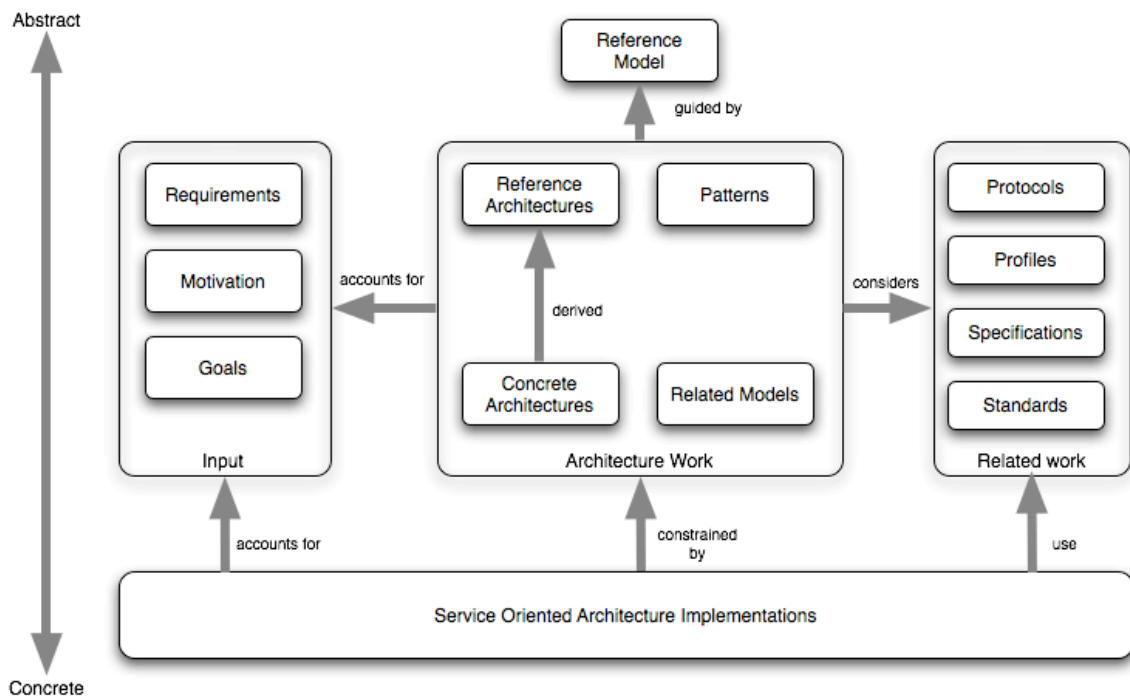 Abstract
Reference
Model
guided by
Requirements
Motivation
Goals
Input
accounts for
Reference
Architectures
Patterns
derived
Concrete
Architectures
Related Models
Architecture Work
considers
Protocols
Profiles
Specifications
Standards
Related work
accounts for
constrained
by
use
Service Oriented Architecture Implementations
Concrete